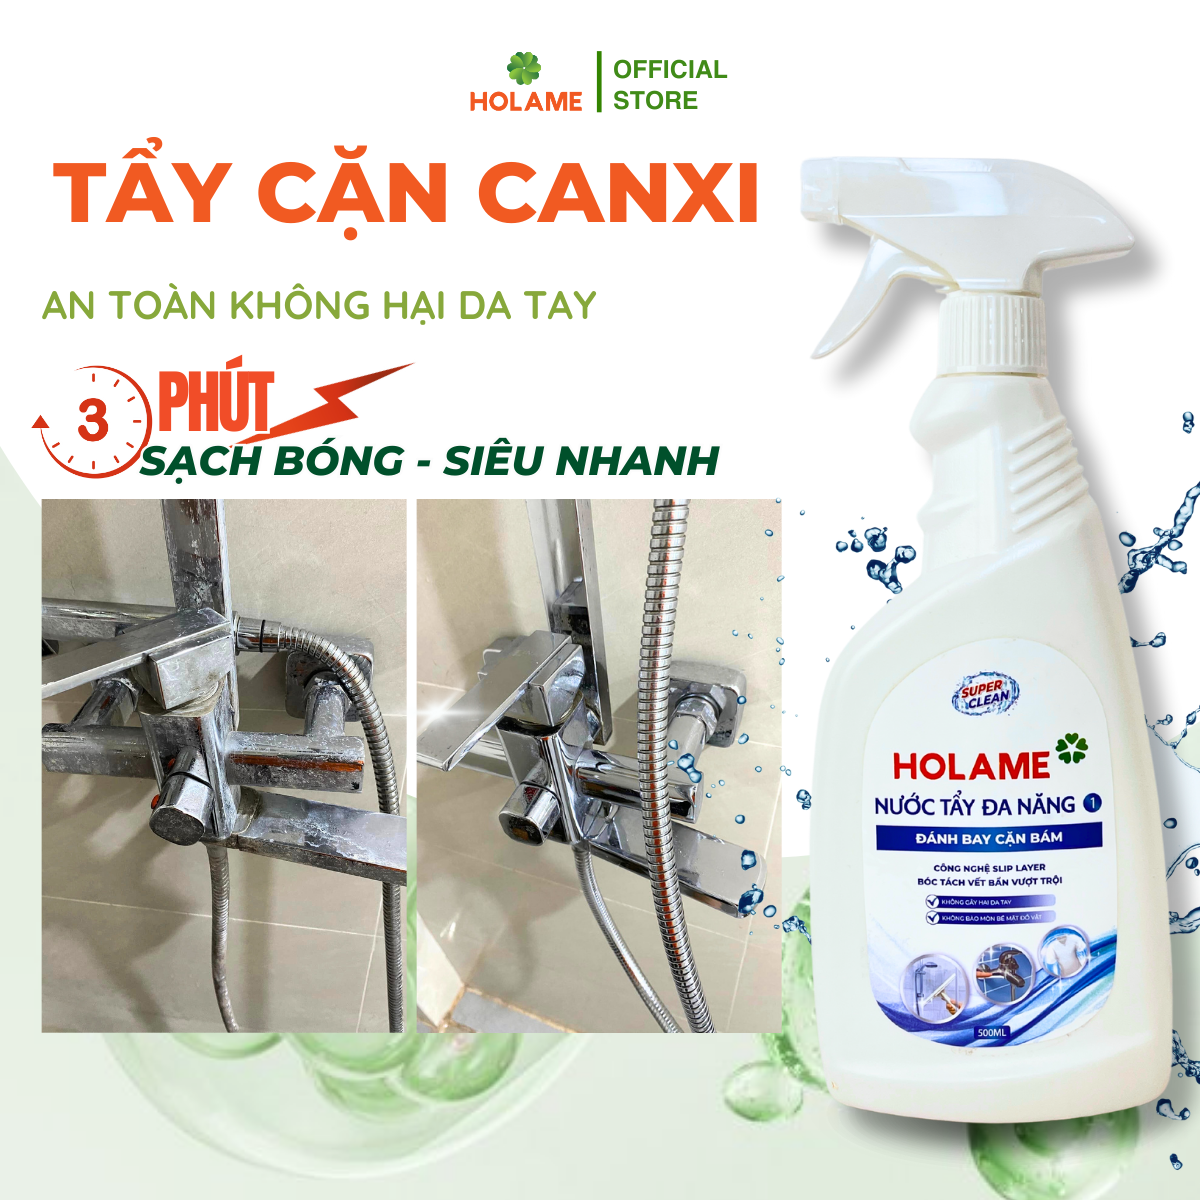 HOLAME
OFFICIAL
STORE
TẨY CẶN CANXI
AN TOÀN KHÔNG HẠI DA TAY
3
PHÚT
SẠCH BÓNG - SIÊU NHANH
SUPER
CLEAN
HOLAME
NƯỚC TẨY ĐA NĂNG 1
ĐÁNH BAY CẶN BÁM
CÔNG NGHỆ SLIP LAYER
BÓC TÁCH VẾT BẨN VƯỢT TRỘI
KHÔNG GÂY HẠI DA TAY
KHÔNG BÀO MÒN BỀ MẶT ĐỒ VẬT
500ML